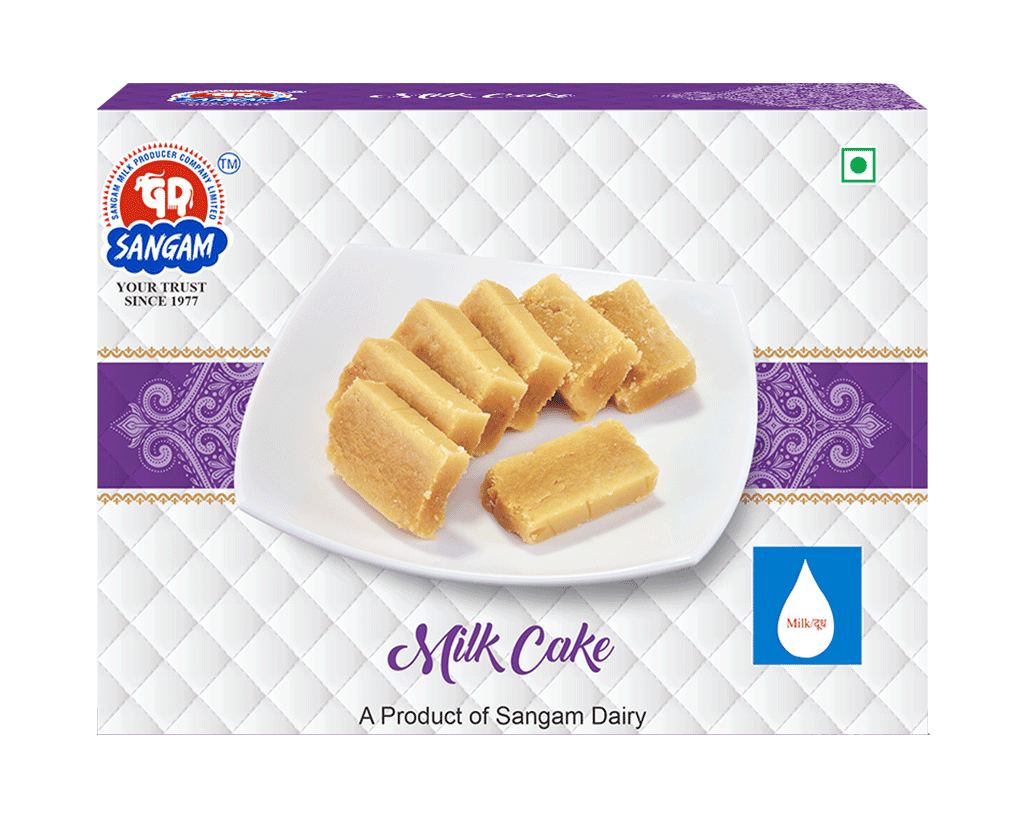 SANGAM
Milk Cake
SANGAM MILK PRODUCER COMPANY LIMITED
TM
SANGAM
YOUR TRUST
SINCE 1977
Milk/दूध
Milk Cake
A Product of Sangam Dairy